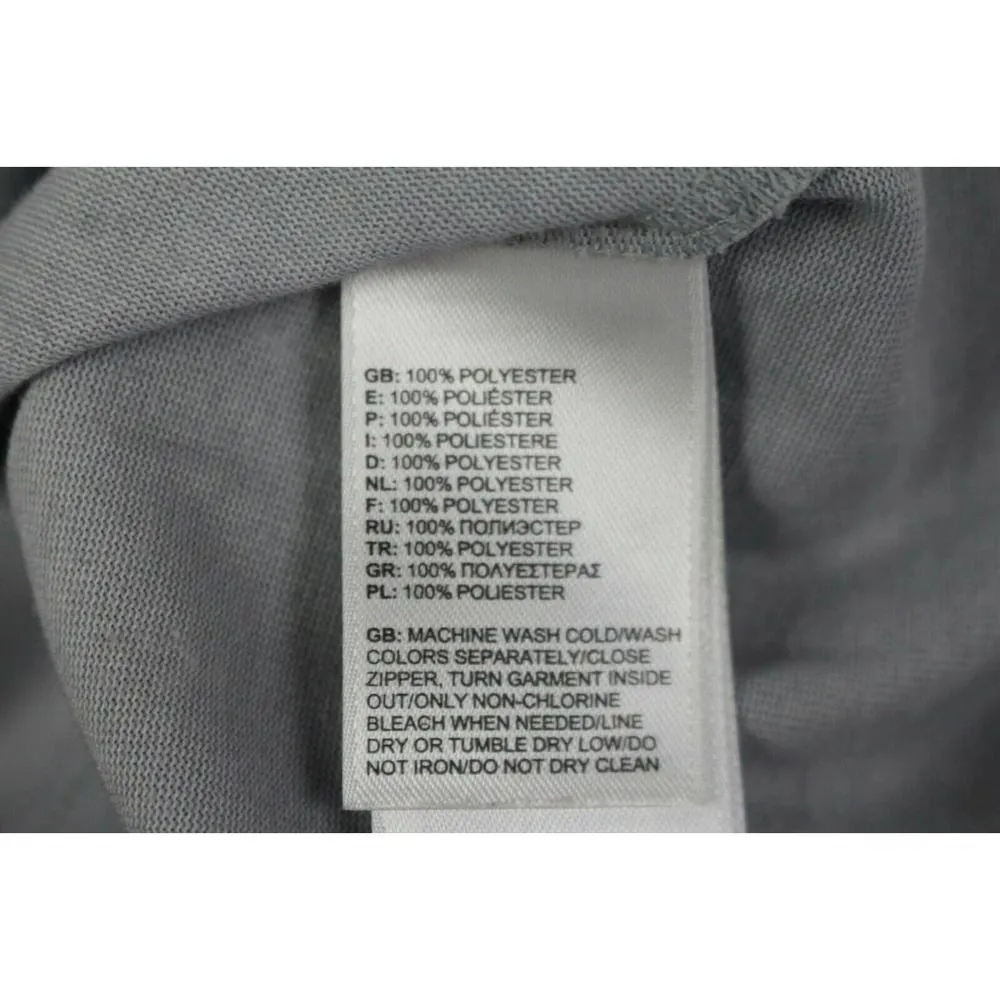 GB: 100% POLYESTER
E: 100% POLIÉSTER
P: 100% POLIÉSTER
I: 100% POLIESTERE
D: 100% POLYESTER
NL: 100% POLYESTER
F: 100% POLYESTER
RU: 100% ПОЛИЭСТЕР
TR: 100% POLYESTER
GR: 100% ΠΟΛΥΕΣΤΕΡΑΣ
PL: 100% POLIESTER
GB: MACHINE WASH COLD/WASH
COLORS SEPARATELY/CLOSE
ZIPPER, TURN GARMENT INSIDE
OUT/ONLY NON-CHLORINE
BLEACH WHEN NEEDED/LINE
DRY OR TUMBLE DRY LOW/DO
NOT IRON/DO NOT DRY CLEAN